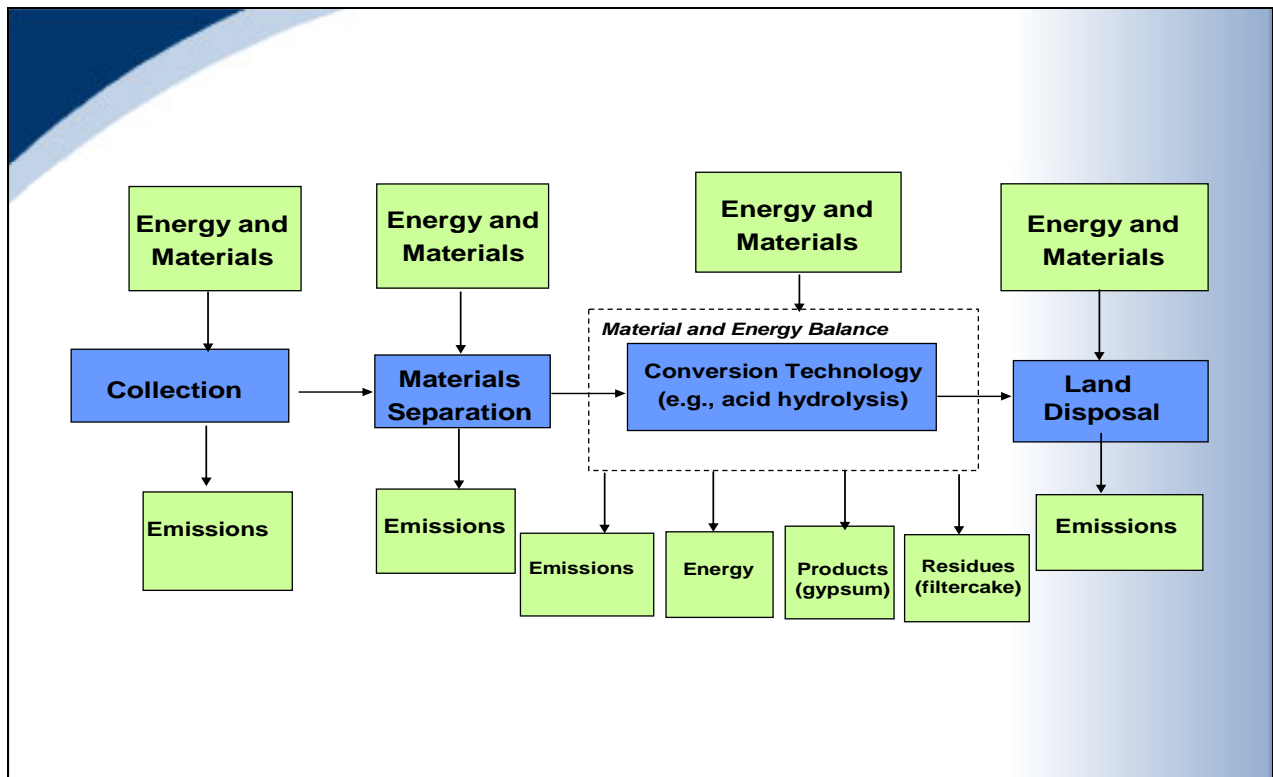 Energy and
Materials
Energy and
Materials
Energy and
Materials
Energy and
Materials
Material and Energy Balance
Collection
Materials
Separation
Conversion Technology
(e.g., acid hydrolysis)
Land
Disposal
Emissions
Emissions
Emissions
Energy
Products
(gypsum)
Residues
(filtercake)
Emissions